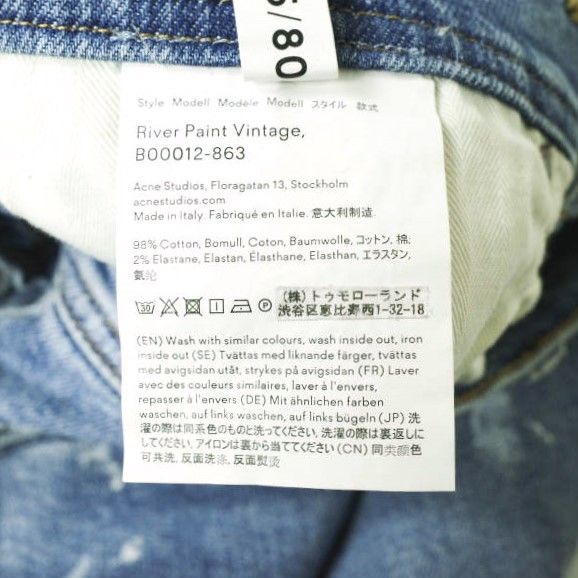 5/80
Style Modell Modèle Modell スタイル 款式
River Paint Vintage,
B00012-863
Acne Studios, Floragatan 13, Stockholm
acnestudios.com
Made in Italy. Fabriqué en Italie. 意大利制造.
98% Cotton, Bomull, Coton, Baumwolle, コットン, 棉;
2% Elastane, Elastan, Élasthane, Elasthan, エラスタン,
氨纶
30 P (株)トゥモローランド
渋谷区恵比寿西1-32-18
(EN) Wash with similar colours, wash inside out, iron
inside out (SE) Tvättas med liknande färger, tvättas
med avigsidan utåt, strykes på avigsidan (FR) Laver
avec des couleurs similaires, laver à l'envers,
repasser à l'envers (DE) Mit ähnlichen farben
waschen, auf links waschen, auf links bügeln (JP) 洗
濯の際は同系色のものと洗ってください, 洗濯の際は裏返しに
してください, アイロンは裏から当ててください (CN) 同类颜色
可共洗, 反面洗涤, 反面熨烫